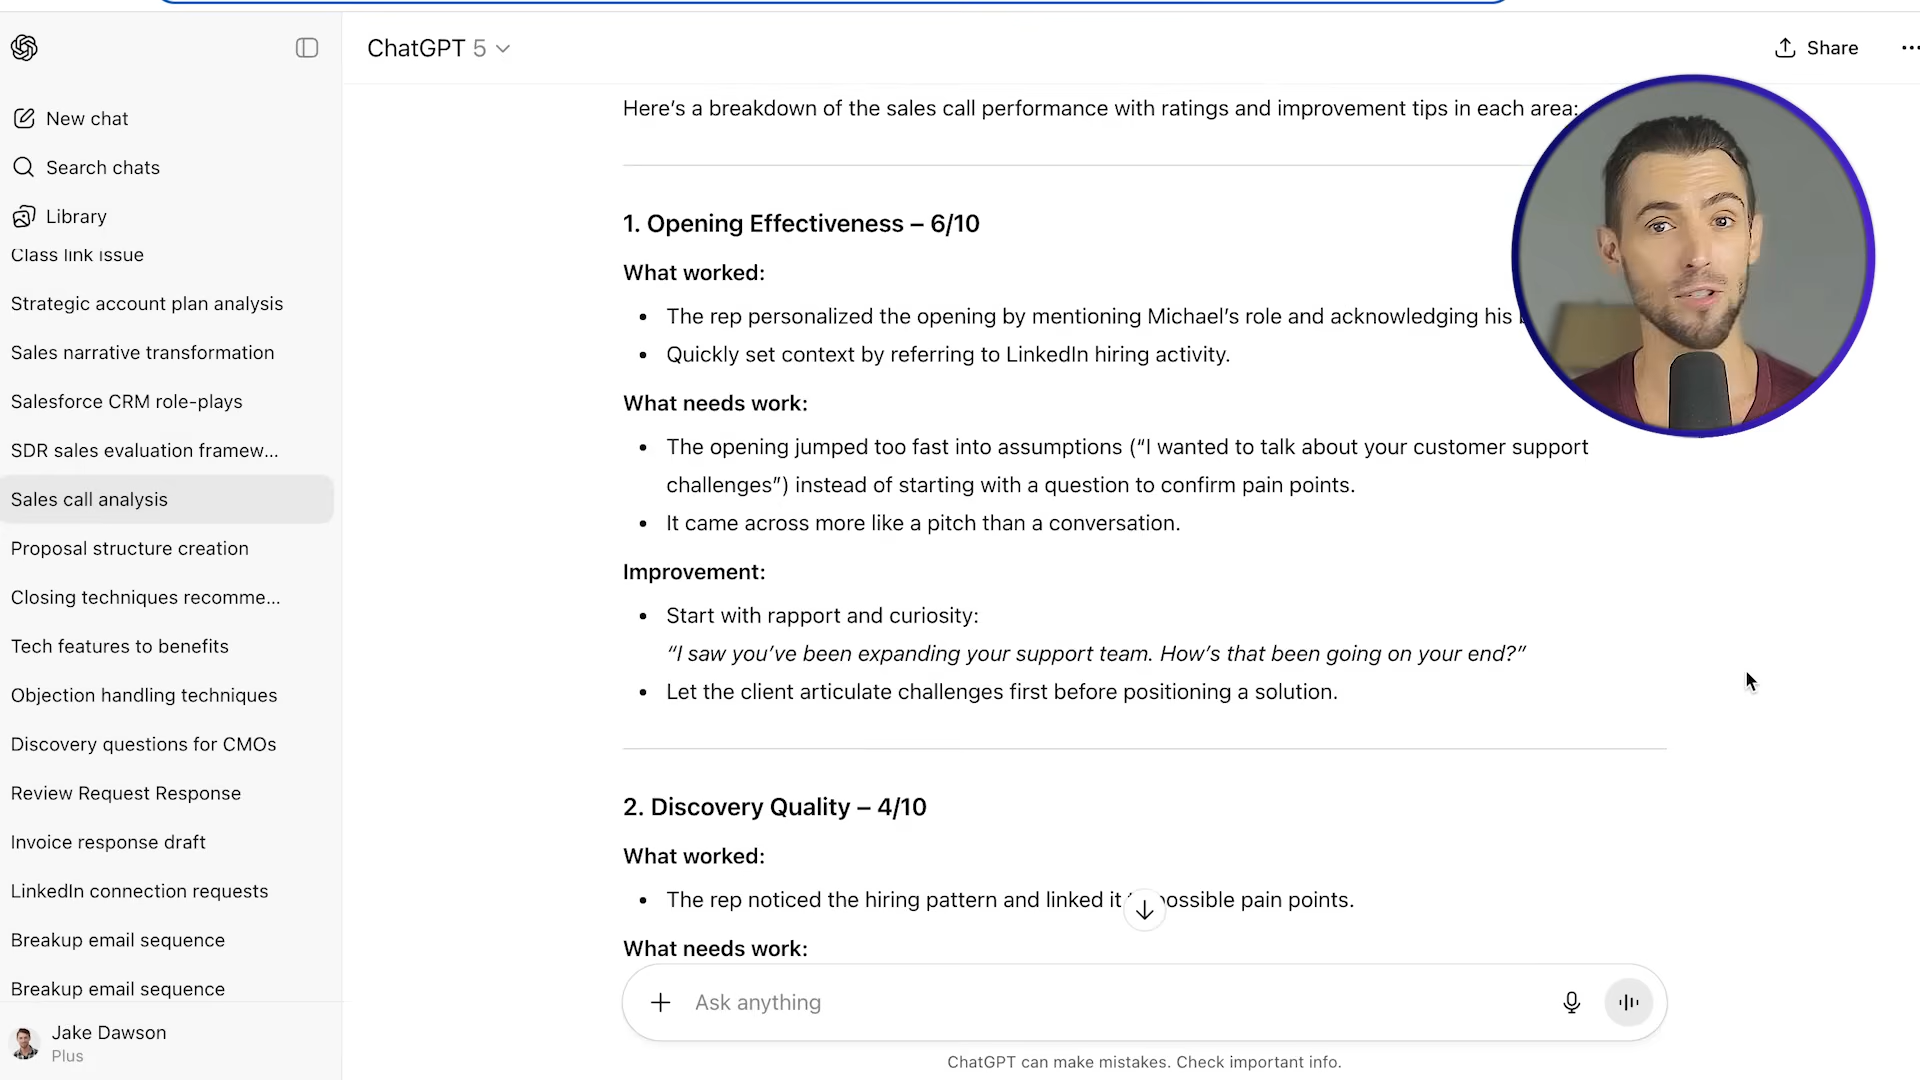 ChatGPT 5
Share
New chat
Search chats
Library
Class link issue
Strategic account plan analysis
Sales narrative transformation
Salesforce CRM role-plays
SDR sales evaluation framew...
Sales call analysis
Proposal structure creation
Closing techniques recomme...
Tech features to benefits
Objection handling techniques
Discovery questions for CMOs
Review Request Response
Invoice response draft
LinkedIn connection requests
Breakup email sequence
Breakup email sequence
Jake Dawson
Plus
Here’s a breakdown of the sales call performance with ratings and improvement tips in each area:
1. Opening Effectiveness – 6/10
What worked:
• The rep personalized the opening by mentioning Michael’s role and acknowledging his
• Quickly set context by referring to LinkedIn hiring activity.
What needs work:
• The opening jumped too fast into assumptions (“I wanted to talk about your customer support
challenges”) instead of starting with a question to confirm pain points.
• It came across more like a pitch than a conversation.
Improvement:
• Start with rapport and curiosity:
“I saw you’ve been expanding your support team. How’s that been going on your end?”
• Let the client articulate challenges first before positioning a solution.
2. Discovery Quality – 4/10
What worked:
• The rep noticed the hiring pattern and linked it possible pain points.
What needs work:
Ask anything
ChatGPT can make mistakes. Check important info.